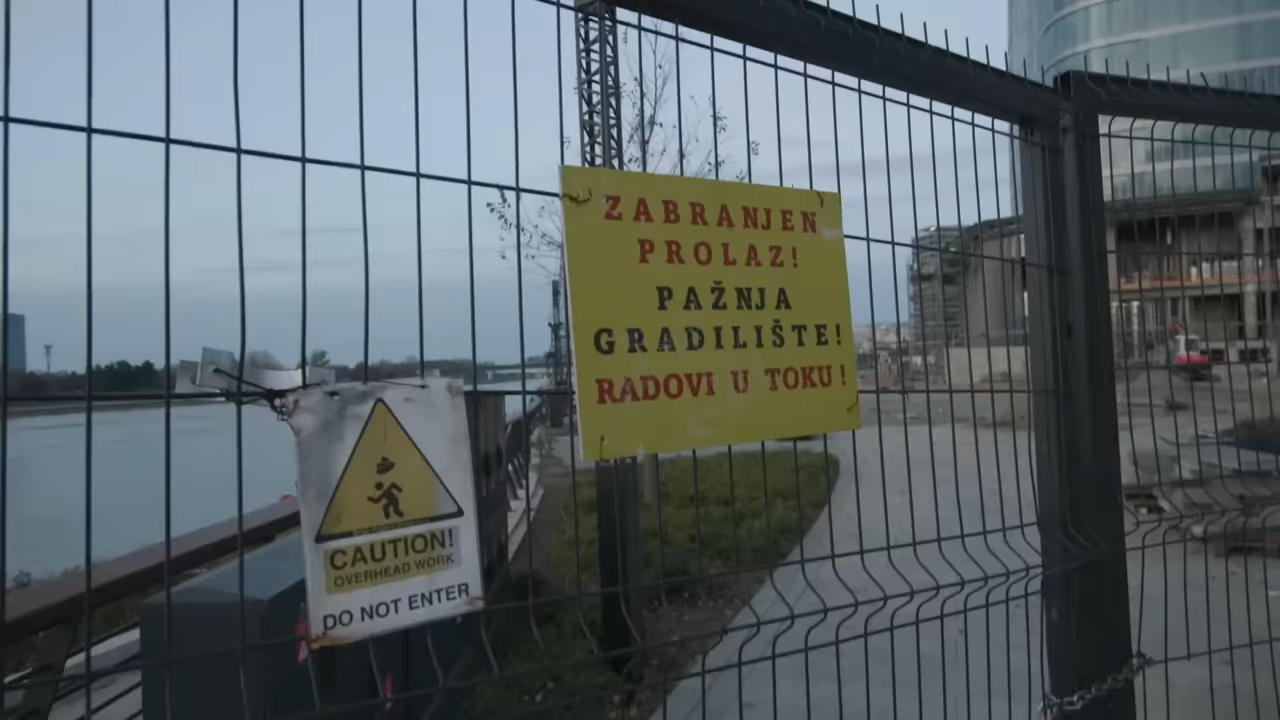 ZABRANJEN
PROLAZ!
PAŽNJA
GRADILIŠTE!
RADOVI U TOKU!
CAUTION!
OVERHEAD WORK
DO NOT ENTER